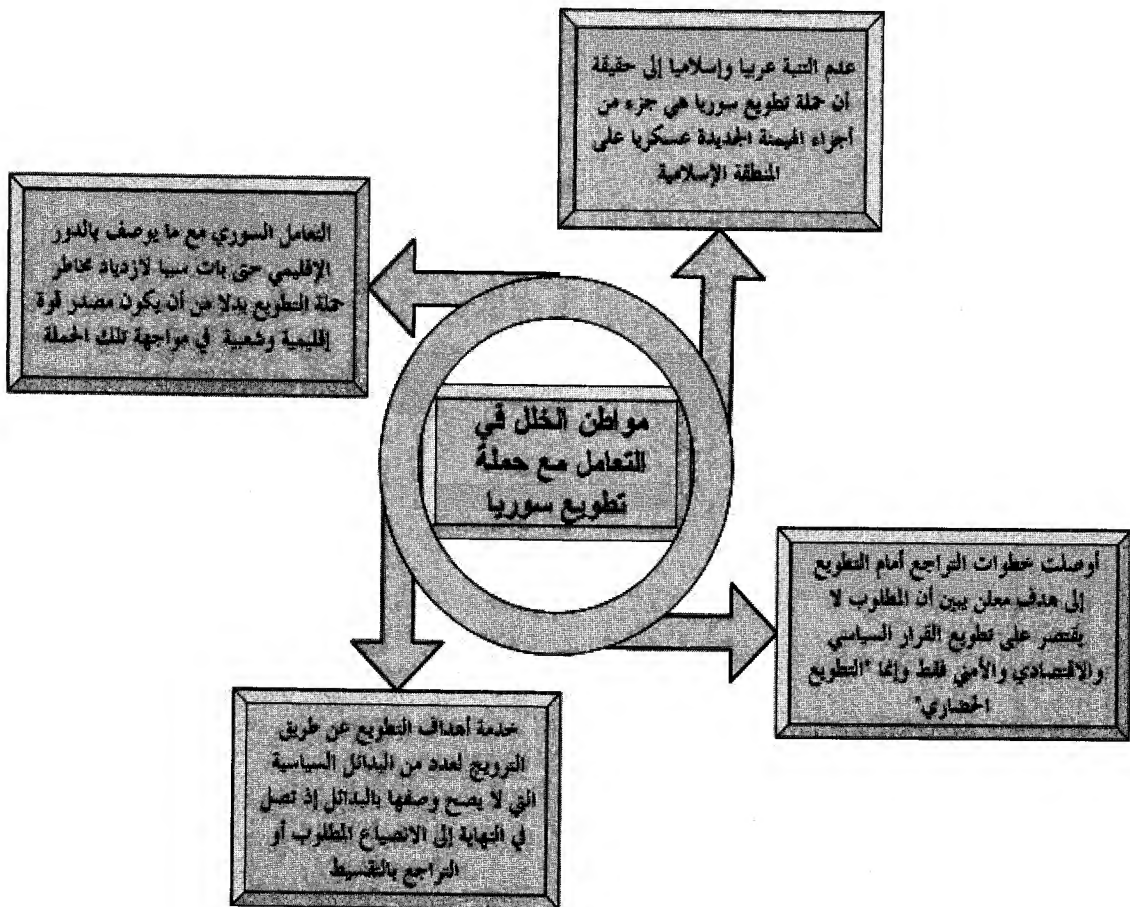 عدم التنبة عربيا وإسلاميا إلى حقيقة
أن حملة تطويع سوريا هي جزء من
أجزاء الهيمنة الجديدة عسكريا على
المنطقة الإسلامية
التعامل السوري مع ما يوصف بالدور
الإقليمي حتى بات سببا لازدياد مخاطر
حملة التطويع بدلا من أن يكون مصدر قوة
إقليمية وشعبية في مواجهة تلك الحملة
مواطن الخلل في
التعامل مع حملة
تطويع سوريا
أوصلت خطوات التراجع أمام التطويع
إلى هدف معلن يبين أن المطلوب لا
يقتصر على تطويع القرار السياسي
والاقتصادي والأمني فقط وإنما "التطويع
الحضاري"
خدمة أهداف التطويع عن طريق
الترويج لعدد من البدائل السياسية
التي لا يصح وصفها بالبدائل إذ تصل
في النهاية إلى الانصياع المطلوب أو
التراجع بالتقسيط